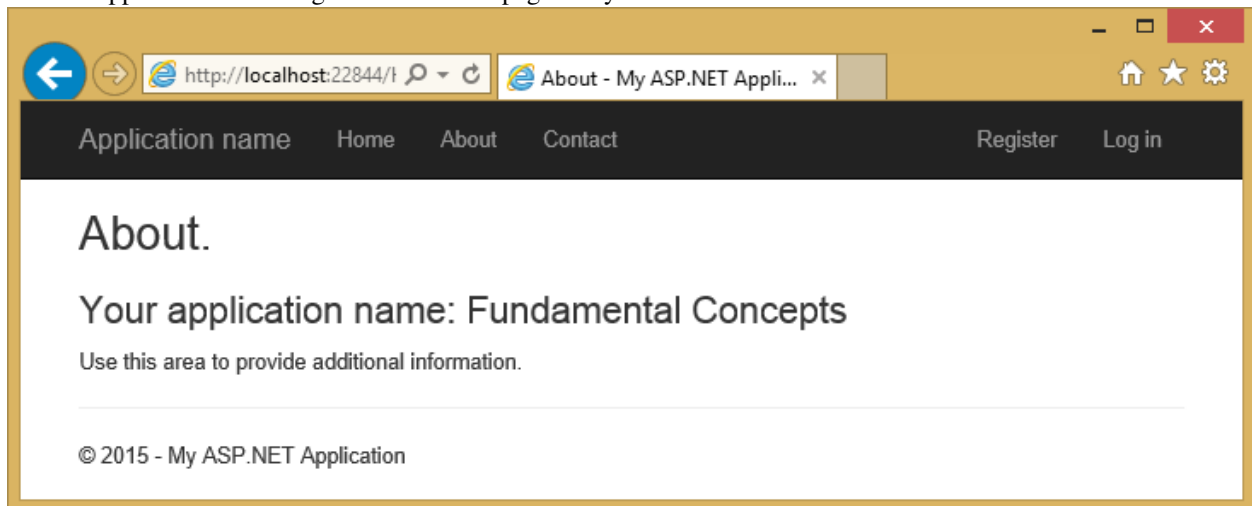 http://localhost:22844/H
About - My ASP.NET Appli...
Application name Home About Contact Register Log in
About.
Your application name: Fundamental Concepts
Use this area to provide additional information.
© 2015 - My ASP.NET Application